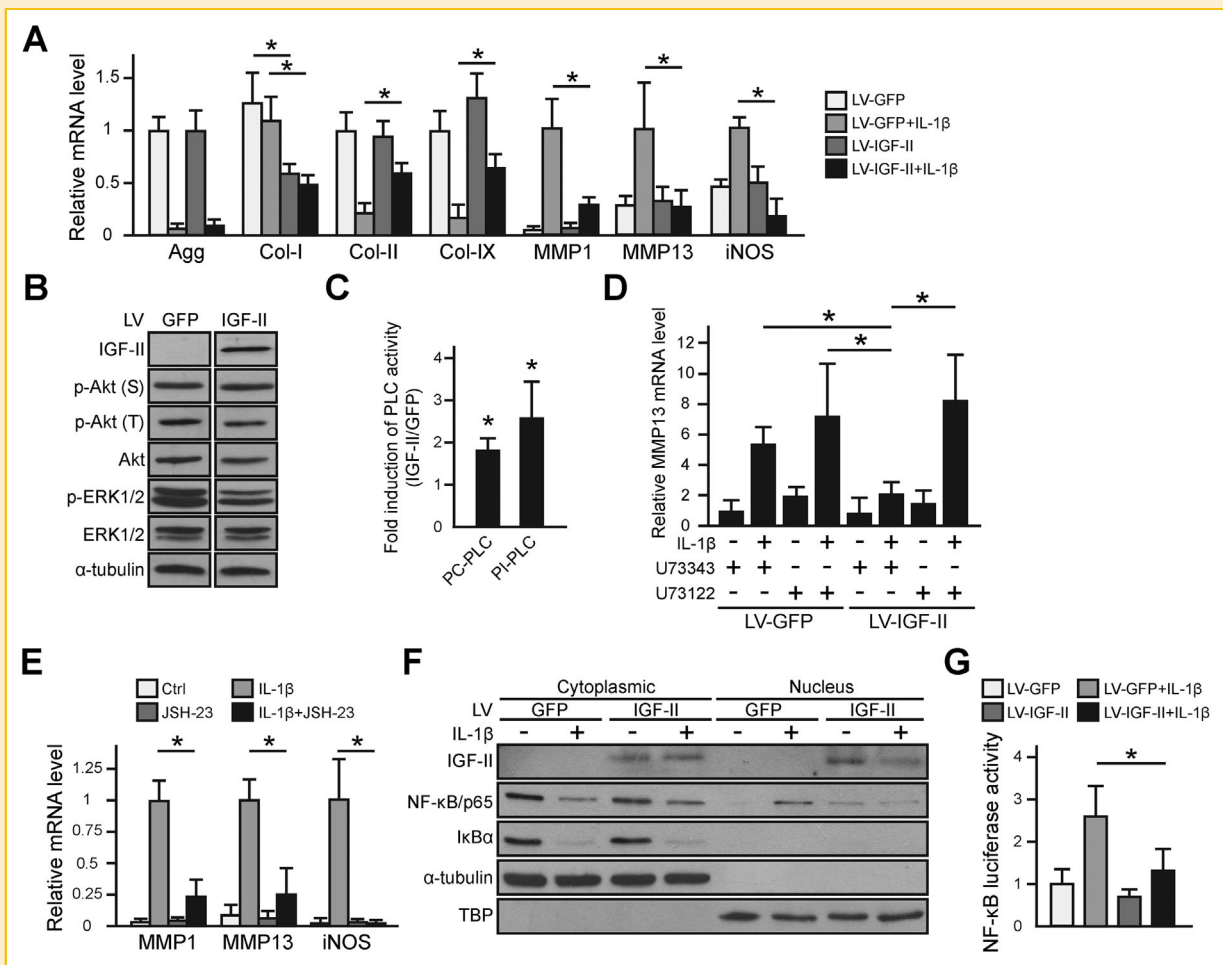 A
Relative mRNA level
1.5
1
0.5
0
* * * * * * *
Agg Col-I Col-II Col-IX MMP1 MMP13 iNOS
LV-GFP
LV-GFP+IL-1β
LV-IGF-II
LV-IGF-II+IL-1β
B
LV GFP IGF-II
IGF-II
p-Akt (S)
p-Akt (T)
Akt
p-ERK1/2
ERK1/2
α-tubulin
C
Fold induction of PLC activity
(IGF-II/GFP)
4
3
2
1
0
* *
PC-PLC PI-PLC
D
Relative MMP13 mRNA level
12
10
8
6
4
2
0
* * *
IL-1β - + - + - + - +
U73343 + + - - + + - -
U73122 - - + + - - + +
LV-GFP LV-IGF-II
E
Ctrl IL-1β
JSH-23 IL-1β+JSH-23
Relative mRNA level
1.25
1
0.75
0.5
0.25
0
* * *
MMP1 MMP13 iNOS
F
Cytoplasmic Nucleus
LV GFP IGF-II GFP IGF-II
IL-1β - + - + - + - +
IGF-II
NF-κB/p65
IκBα
α-tubulin
TBP
G
LV-GFP LV-GFP+IL-1β
LV-IGF-II LV-IGF-II+IL-1β
NF-κB luciferase activity
4
3
2
1
0
*